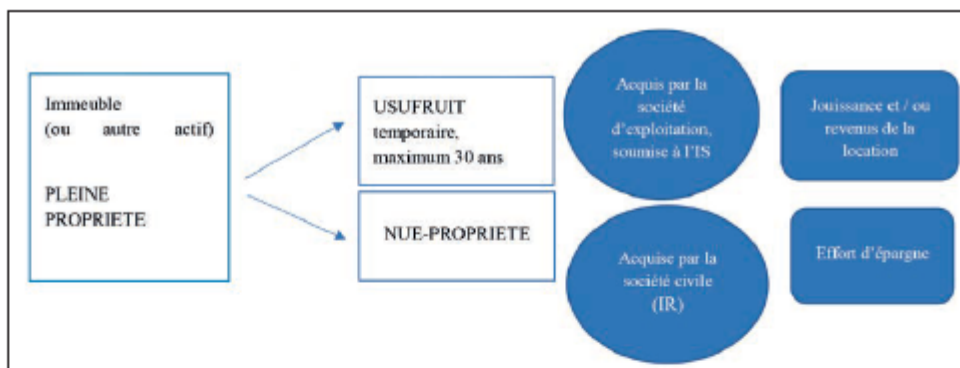 Immeuble
(ou autre actif)
PLEINE
PROPRIETE
USUFRUIT
temporaire,
maximum 30 ans
NUE-PROPRIETE
Acquis par la
société
d'exploitation,
soumise à l'IS
Acquise par la
société civile
(IR)
Jouissance et / ou
revenus de la
location
Effort d'épargne